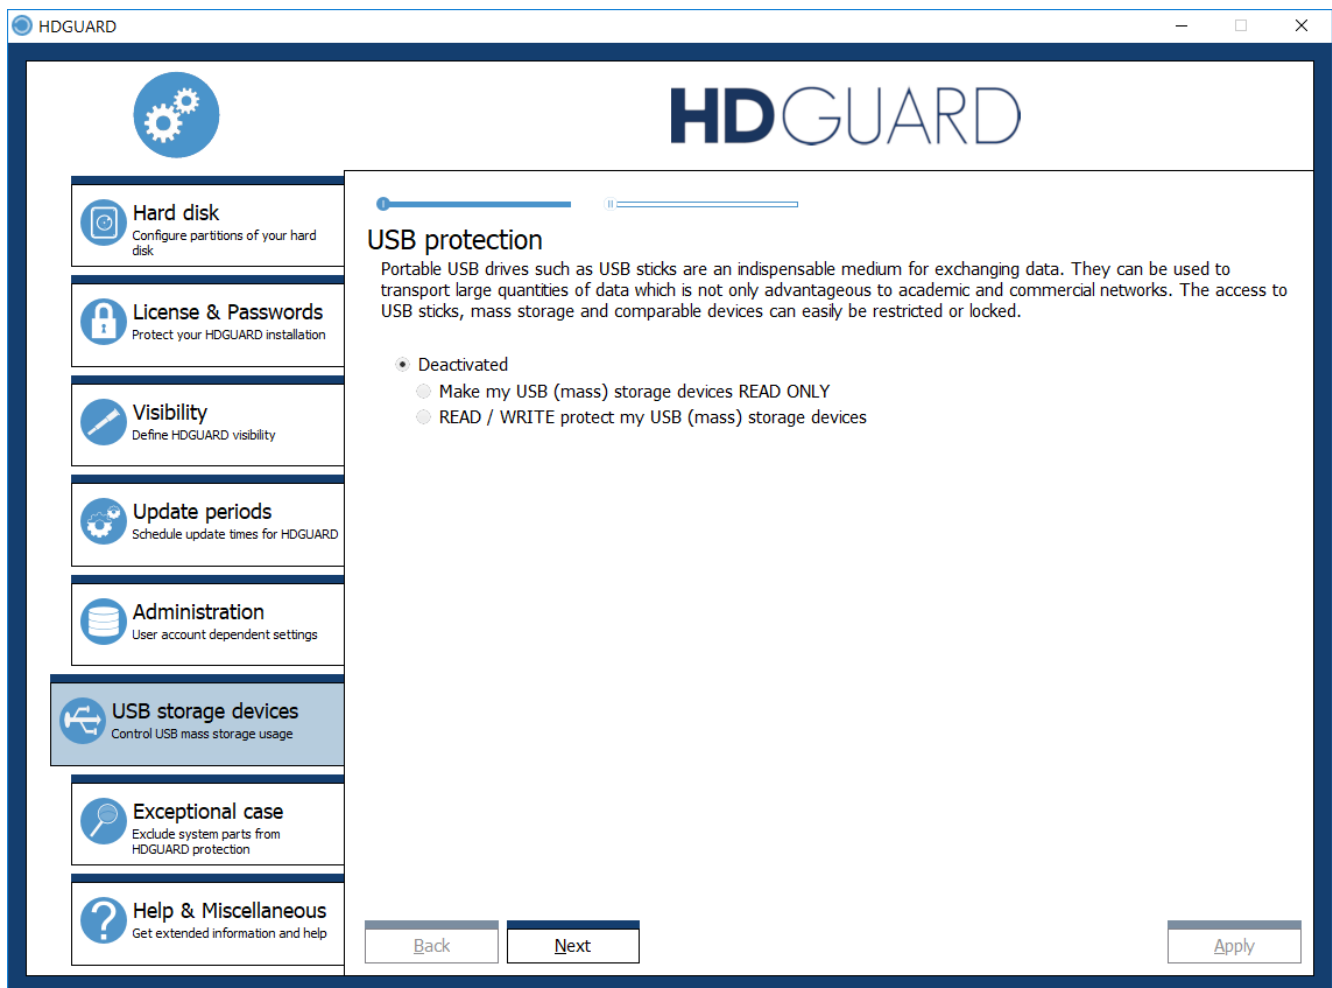 HDGUARD
HDGUARD
Hard disk
Configure partitions of your hard
disk
License & Passwords
Protect your HDGUARD installation
Visibility
Define HDGUARD visibility
Update periods
Schedule update times for HDGUARD
Administration
User account dependent settings
USB storage devices
Control USB mass storage usage
Exceptional case
Exclude system parts from
HDGUARD protection
Help & Miscellaneous
Get extended information and help
I
II
USB protection
Portable USB drives such as USB sticks are an indispensable medium for exchanging data. They can be used to
transport large quantities of data which is not only advantageous to academic and commercial networks. The access to
USB sticks, mass storage and comparable devices can easily be restricted or locked.
Deactivated
Make my USB (mass) storage devices READ ONLY
READ / WRITE protect my USB (mass) storage devices
Back
Next
Apply